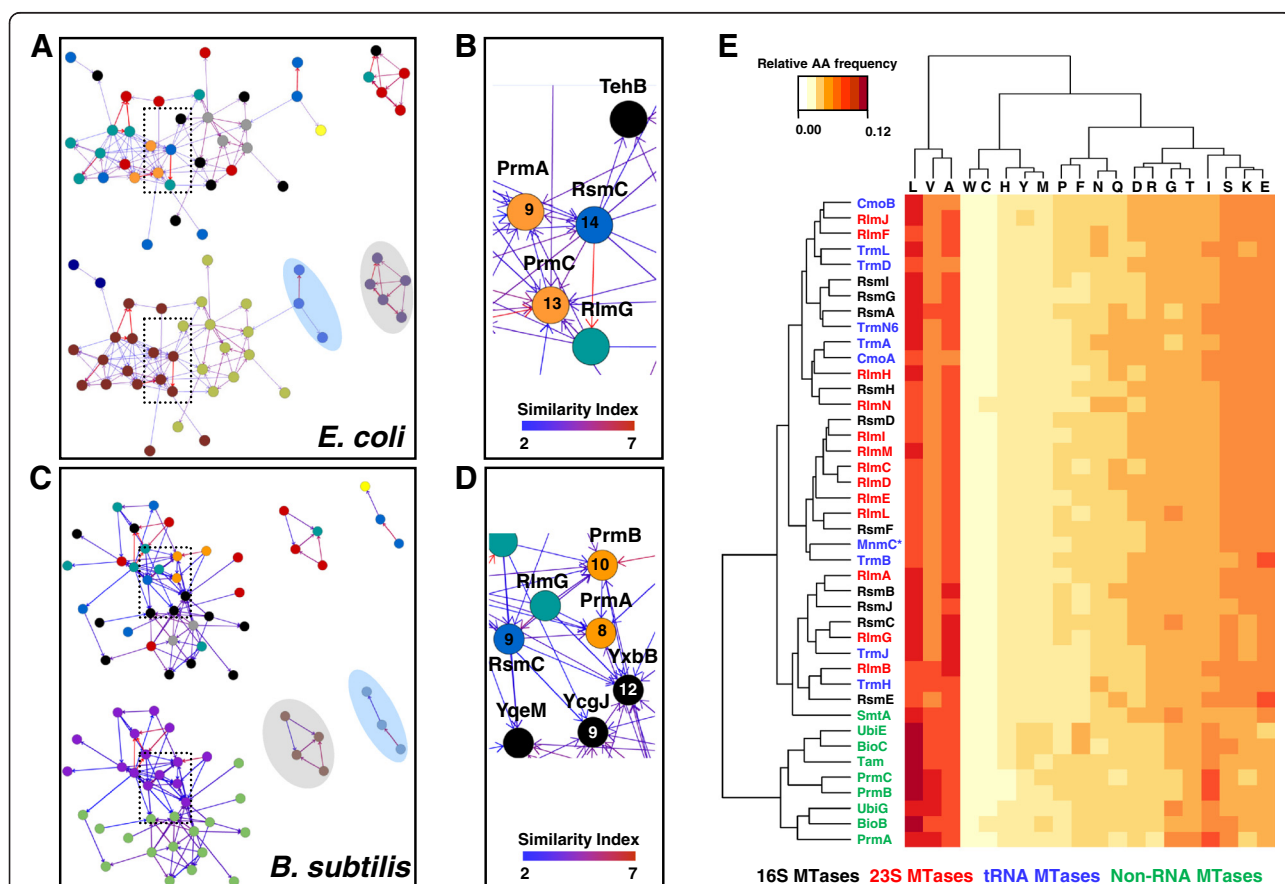 A
E. coli
B
TehB
PrmA
RsmC
9
14
PrmC
13
RlmG
Similarity Index
2 7
C
B. subtilis
D
PrmB
10
RlmG
PrmA
8
9
YxbB
RsmC
12
YcgJ
YqeM
9
Similarity Index
2 7
E
Relative AA frequency
0.00 0.12
L V A W C H Y M P F N Q D R G T I S K E
CmoB
RlmJ
RlmF
TrmL
TrmD
RsmI
RsmG
RsmA
TrmN6
TrmA
CmoA
RlmH
RsmH
RlmN
RsmD
RlmI
RlmM
RlmC
RlmD
RlmE
RlmL
RsmF
MnmC*
TrmB
RlmA
RsmB
RsmJ
RsmC
RlmG
TrmJ
RlmB
TrmH
RsmE
SmtA
UbiE
BioC
Tam
PrmC
PrmB
UbiG
BioB
PrmA
16S MTases 23S MTases tRNA MTases Non-RNA MTases